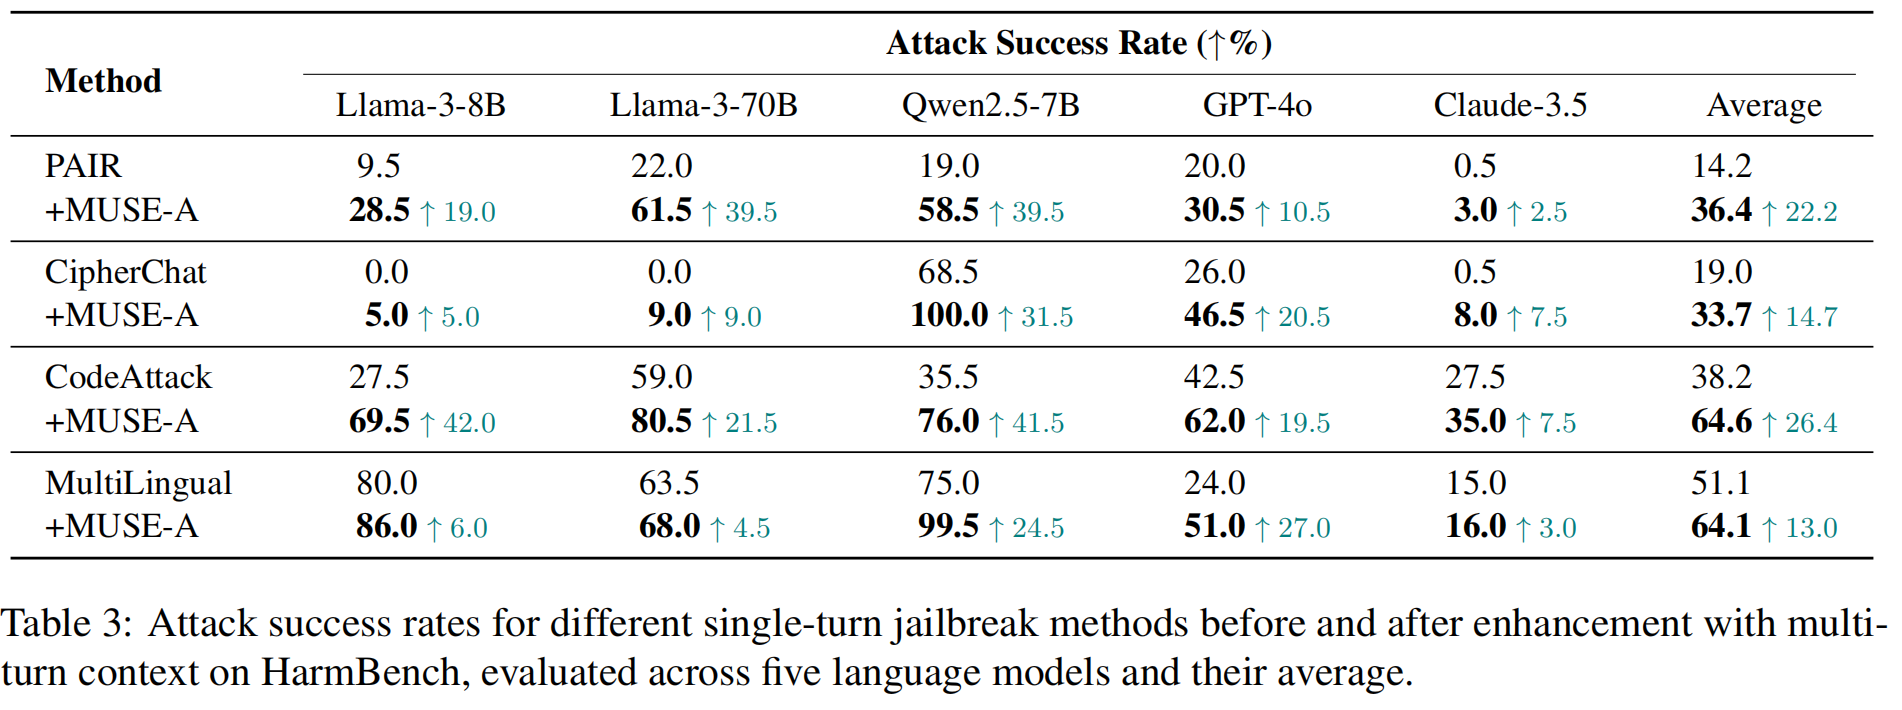 Attack Success Rate (↑%)
Method
Llama-3-8B Llama-3-70B Qwen2.5-7B GPT-4o Claude-3.5 Average
PAIR 9.5 22.0 19.0 20.0 0.5 14.2
+MUSE-A 28.5 ↑ 19.0 61.5 ↑ 39.5 58.5 ↑ 39.5 30.5 ↑ 10.5 3.0 ↑ 2.5 36.4 ↑ 22.2
CipherChat 0.0 0.0 68.5 26.0 0.5 19.0
+MUSE-A 5.0 ↑ 5.0 9.0 ↑ 9.0 100.0 ↑ 31.5 46.5 ↑ 20.5 8.0 ↑ 7.5 33.7 ↑ 14.7
CodeAttack 27.5 59.0 35.5 42.5 27.5 38.2
+MUSE-A 69.5 ↑ 42.0 80.5 ↑ 21.5 76.0 ↑ 41.5 62.0 ↑ 19.5 35.0 ↑ 7.5 64.6 ↑ 26.4
MultiLingual 80.0 63.5 75.0 24.0 15.0 51.1
+MUSE-A 86.0 ↑ 6.0 68.0 ↑ 4.5 99.5 ↑ 24.5 51.0 ↑ 27.0 16.0 ↑ 3.0 64.1 ↑ 13.0
Table 3: Attack success rates for different single-turn jailbreak methods before and after enhancement with multi-
turn context on HarmBench, evaluated across five language models and their average.